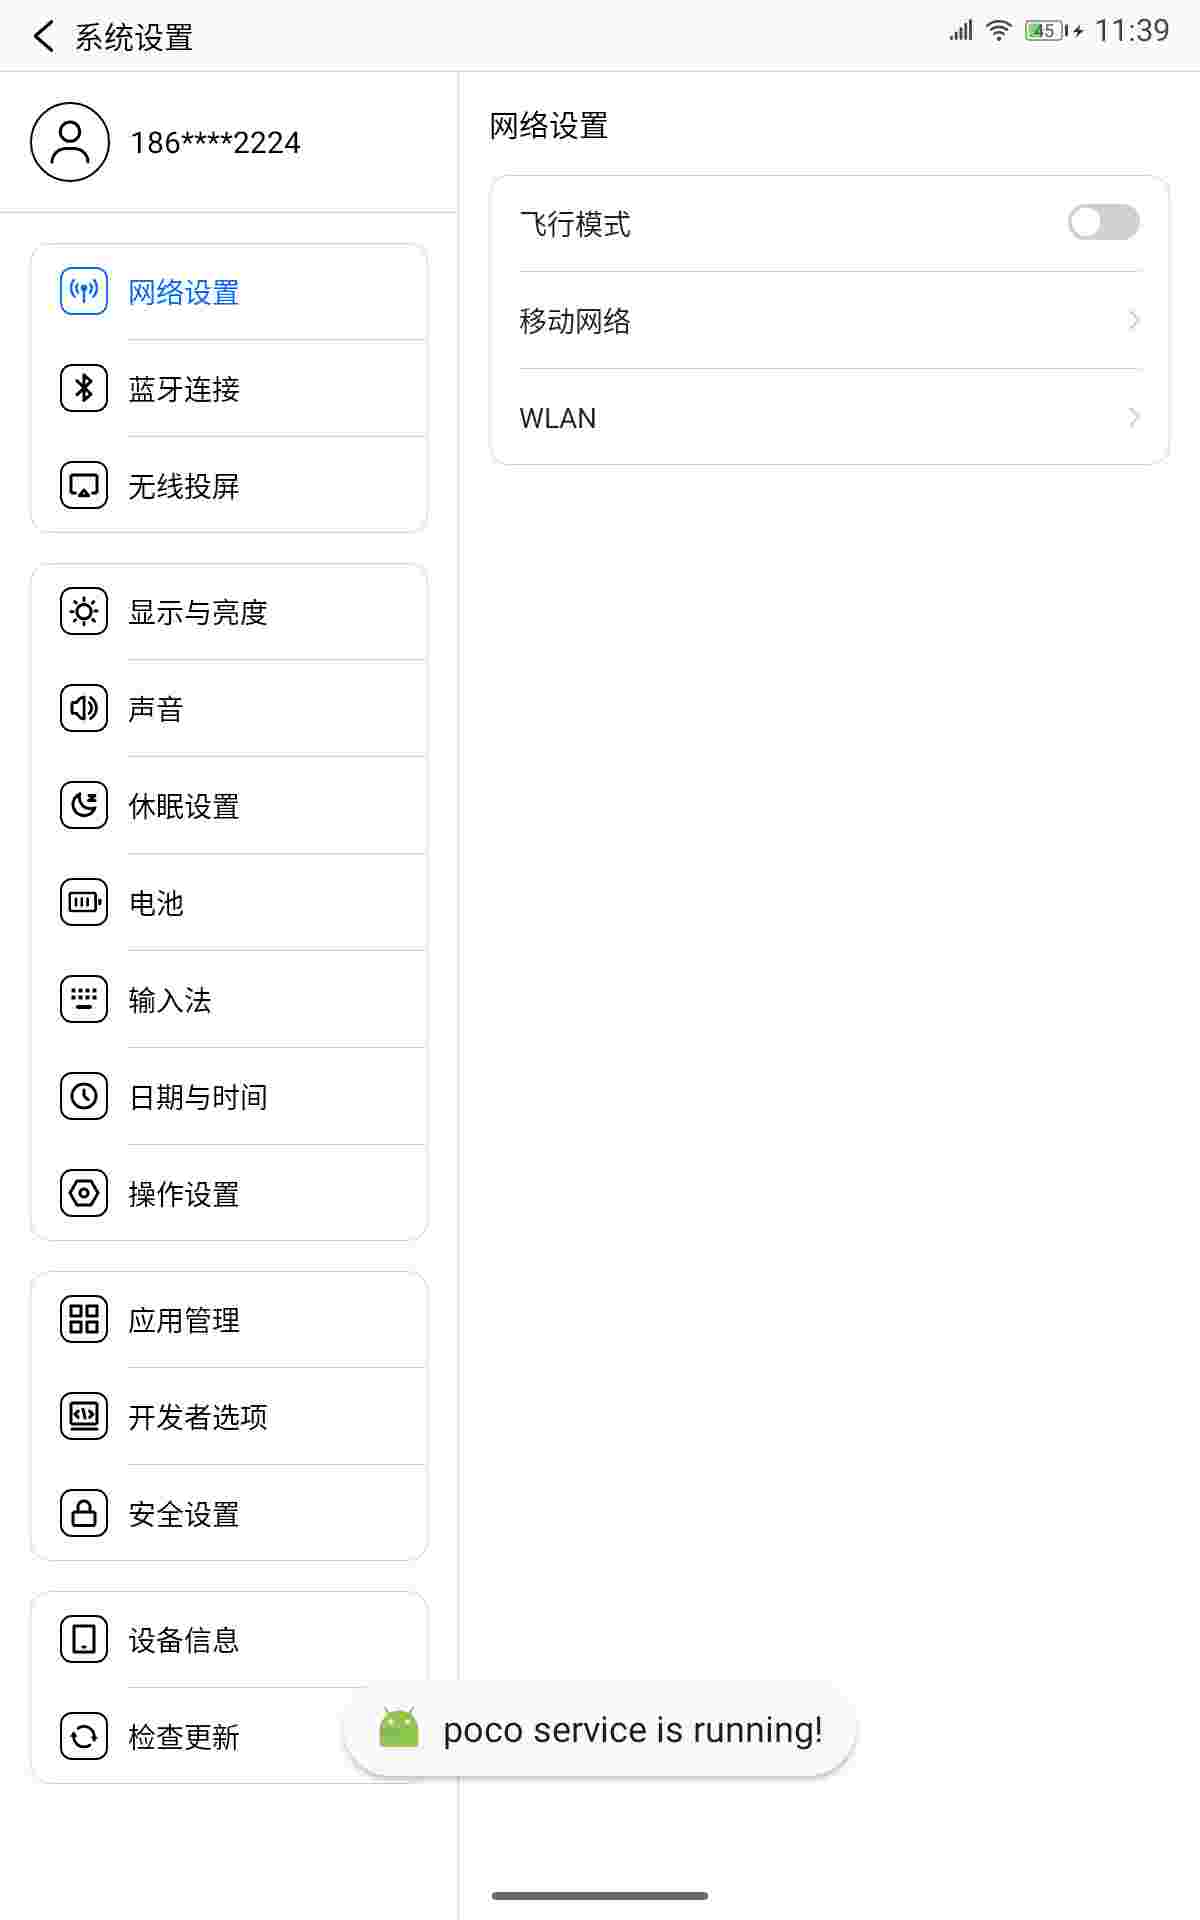 系统设置
45
11:39
186****2224
网络设置
蓝牙连接
无线投屏
显示与亮度
声音
休眠设置
电池
输入法
日期与时间
操作设置
应用管理
开发者选项
安全设置
设备信息
检查更新
网络设置
飞行模式
移动网络
WLAN
poco service is running!